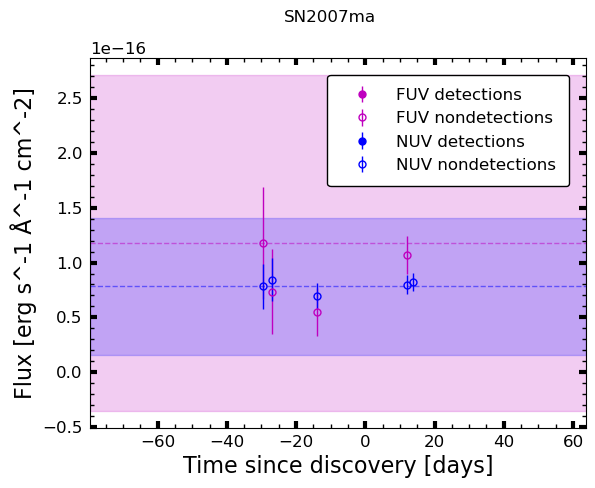 SN2007ma
1e−16
FUV detections
FUV nondetections
NUV detections
NUV nondetections
2.5
2.0
1.5
1.0
0.5
0.0
−0.5
Flux [erg s^-1 Å^-1 cm^-2]
−60 −40 −20 0 20 40 60
Time since discovery [days]